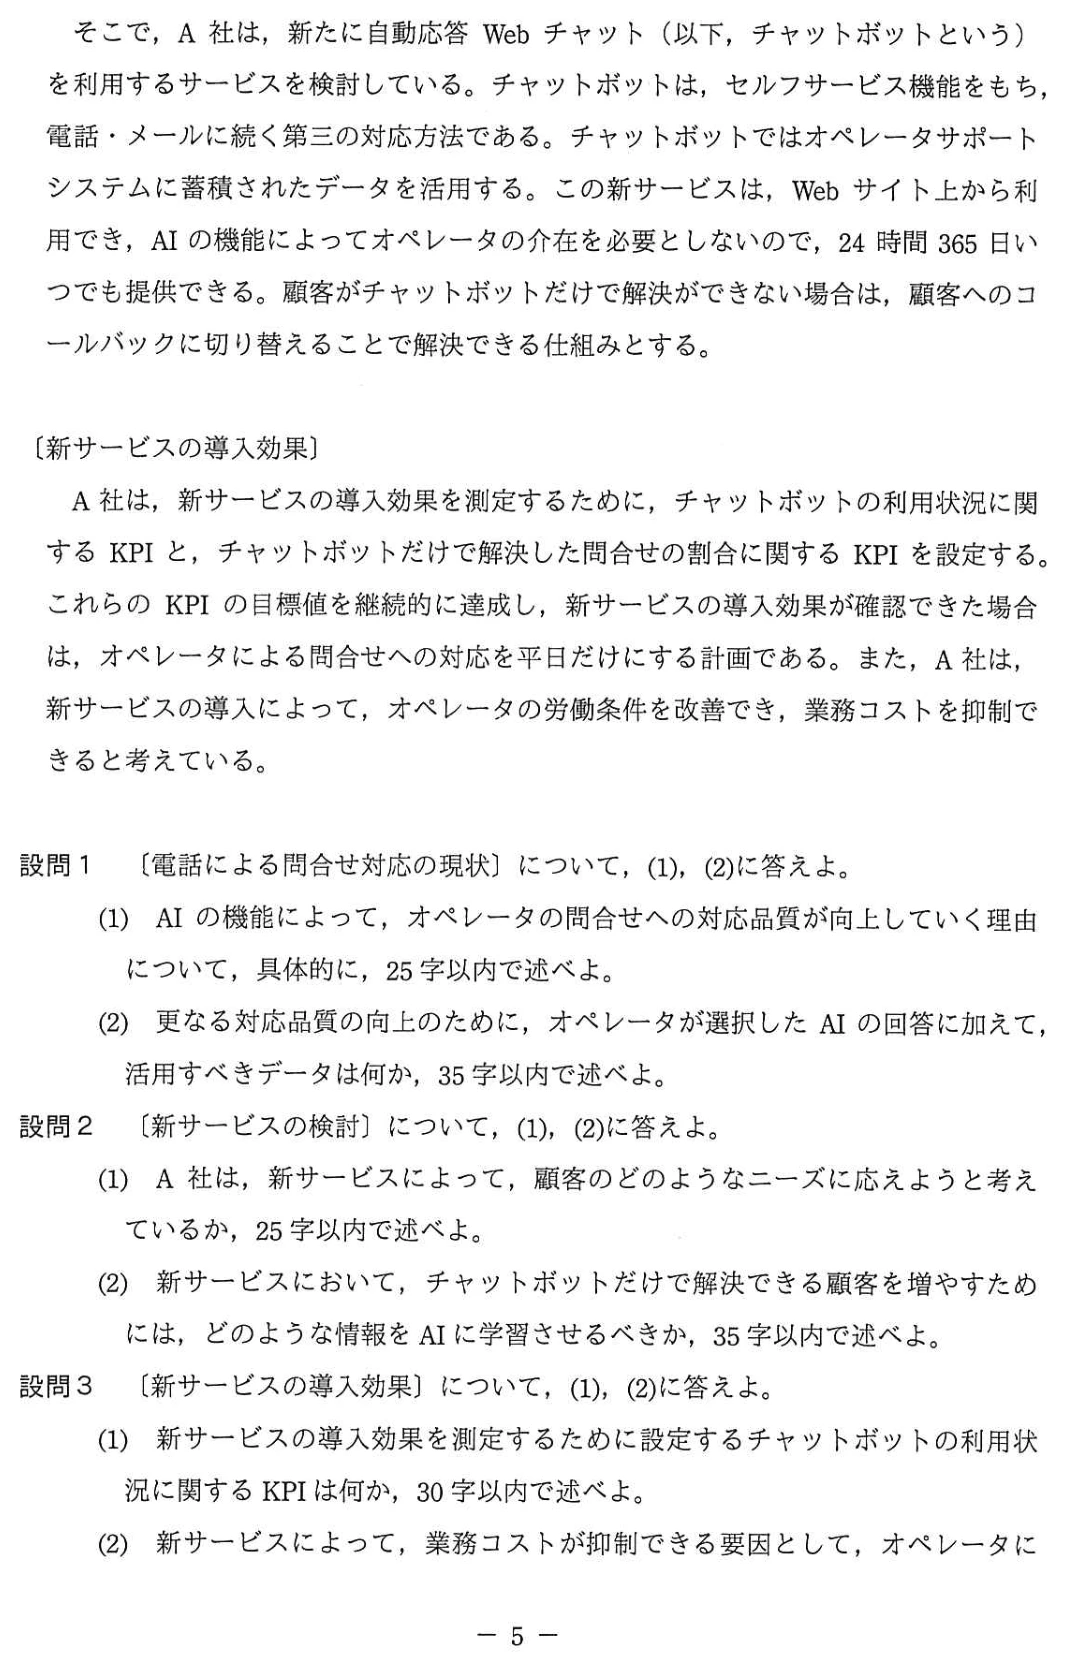 そこで，A 社は，新たに自動応答 Web チャット（以下，チャットボットという）
を利用するサービスを検討している。チャットボットは，セルフサービス機能をもち，
電話・メールに続く第三の対応方法である。チャットボットではオペレータサポート
システムに蓄積されたデータを活用する。この新サービスは，Web サイト上から利
用でき，AI の機能によってオペレータの介在を必要としないので，24 時間 365 日い
つでも提供できる。顧客がチャットボットだけで解決ができない場合は，顧客へのコ
ールバックに切り替えることで解決できる仕組みとする。
〔新サービスの導入効果〕
A 社は，新サービスの導入効果を測定するために，チャットボットの利用状況に関
する KPI と，チャットボットだけで解決した問合せの割合に関する KPI を設定する。
これらの KPI の目標値を継続的に達成し，新サービスの導入効果が確認できた場合
は，オペレータによる問合せへの対応を平日だけにする計画である。また，A 社は，
新サービスの導入によって，オペレータの労働条件を改善でき，業務コストを抑制で
きると考えている。
設問１　〔電話による問合せ対応の現状〕について，(1)，(2)に答えよ。
(1)　AI の機能によって，オペレータの問合せへの対応品質が向上していく理由
について，具体的に，25 字以内で述べよ。
(2)　更なる対応品質の向上のために，オペレータが選択した AI の回答に加えて，
活用すべきデータは何か，35 字以内で述べよ。
設問２　〔新サービスの検討〕について，(1)，(2)に答えよ。
(1)　A 社は，新サービスによって，顧客のどのようなニーズに応えようと考え
ているか，25 字以内で述べよ。
(2)　新サービスにおいて，チャットボットだけで解決できる顧客を増やすため
には，どのような情報を AI に学習させるべきか，35 字以内で述べよ。
設問３　〔新サービスの導入効果〕について，(1)，(2)に答えよ。
(1)　新サービスの導入効果を測定するために設定するチャットボットの利用状
況に関する KPI は何か，30 字以内で述べよ。
(2)　新サービスによって，業務コストが抑制できる要因として，オペレータに
－ 5 －